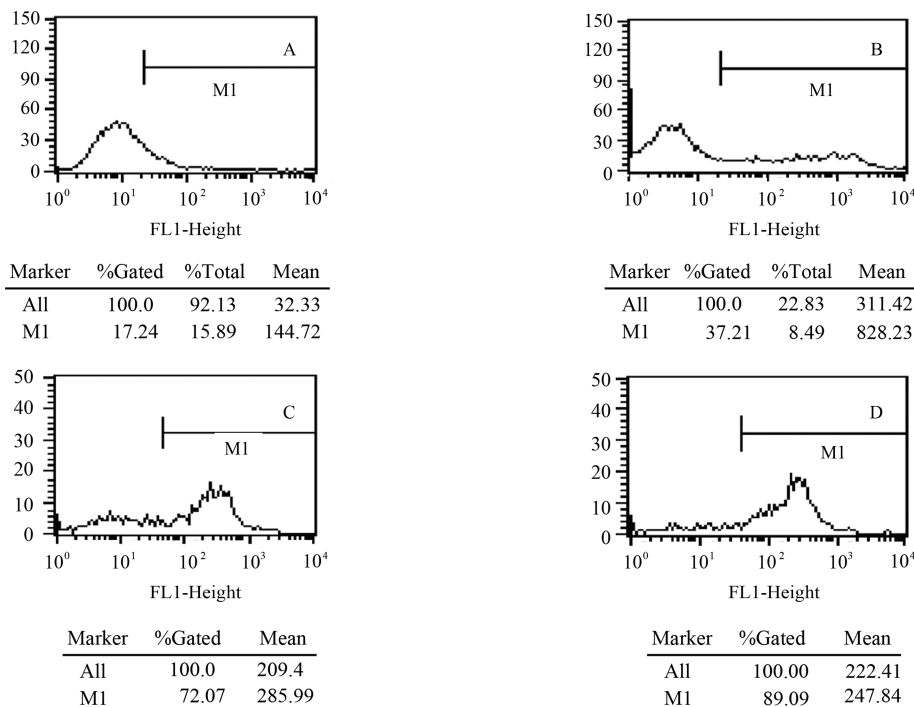 150
120
90
60
30
0
A
M1
10^0 10^1 10^2 10^3 10^4
FL1-Height
Marker %Gated %Total Mean
All 100.0 92.13 32.33
M1 17.24 15.89 144.72
150
120
90
60
30
0
B
M1
10^0 10^1 10^2 10^3 10^4
FL1-Height
Marker %Gated %Total Mean
All 100.0 22.83 311.42
M1 37.21 8.49 828.23
50
40
30
20
10
0
C
M1
10^0 10^1 10^2 10^3 10^4
FL1-Height
Marker %Gated Mean
All 100.0 209.4
M1 72.07 285.99
50
40
30
20
10
0
D
M1
10^0 10^1 10^2 10^3 10^4
FL1-Height
Marker %Gated Mean
All 100.00 222.41
M1 89.09 247.84